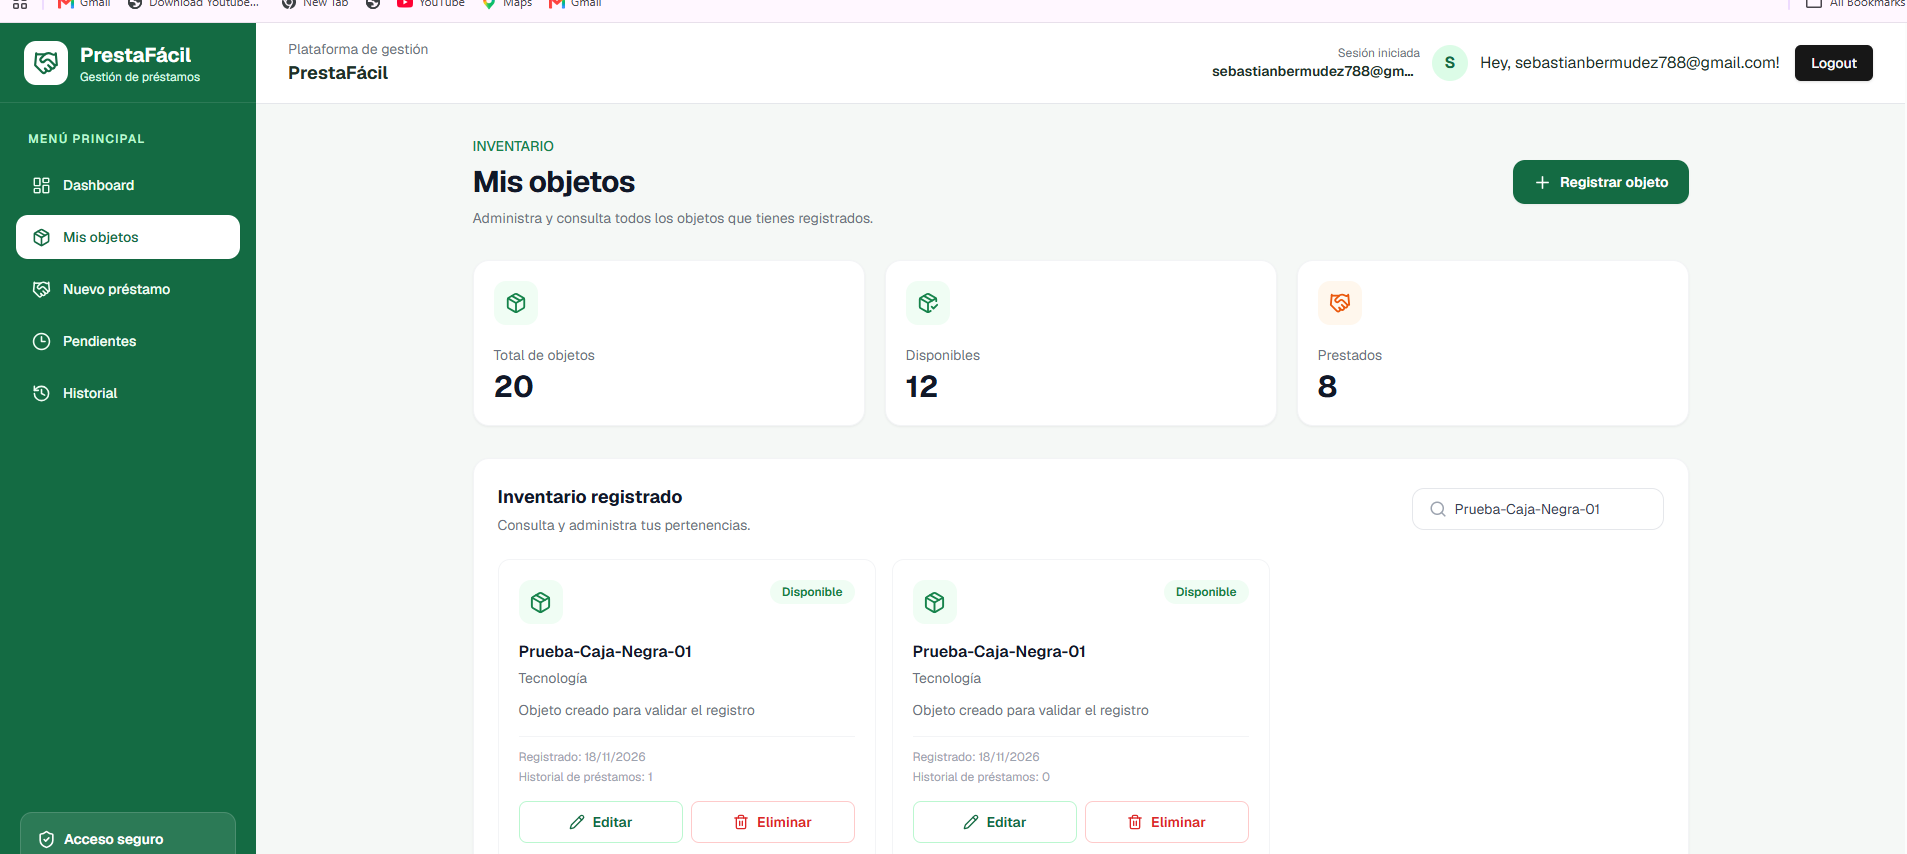 Gmail
Download Youtube...
New Tab
YouTube
Maps
Gmail
All Bookmarks
PrestaFácil
Gestión de préstamos
MENÚ PRINCIPAL
Dashboard
Mis objetos
Nuevo préstamo
Pendientes
Historial
Acceso seguro
Plataforma de gestión
PrestaFácil
Sesión iniciada
sebastianbermudez788@gm...
S
Hey, sebastianbermudez788@gmail.com!
Logout
INVENTARIO
Mis objetos
Administra y consulta todos los objetos que tienes registrados.
Registrar objeto
Total de objetos
20
Disponibles
12
Prestados
8
Inventario registrado
Consulta y administra tus pertenencias.
Prueba-Caja-Negra-01
Disponible
Prueba-Caja-Negra-01
Tecnología
Objeto creado para validar el registro
Registrado: 18/11/2026
Historial de préstamos: 1
Editar
Eliminar
Disponible
Prueba-Caja-Negra-01
Tecnología
Objeto creado para validar el registro
Registrado: 18/11/2026
Historial de préstamos: 0
Editar
Eliminar